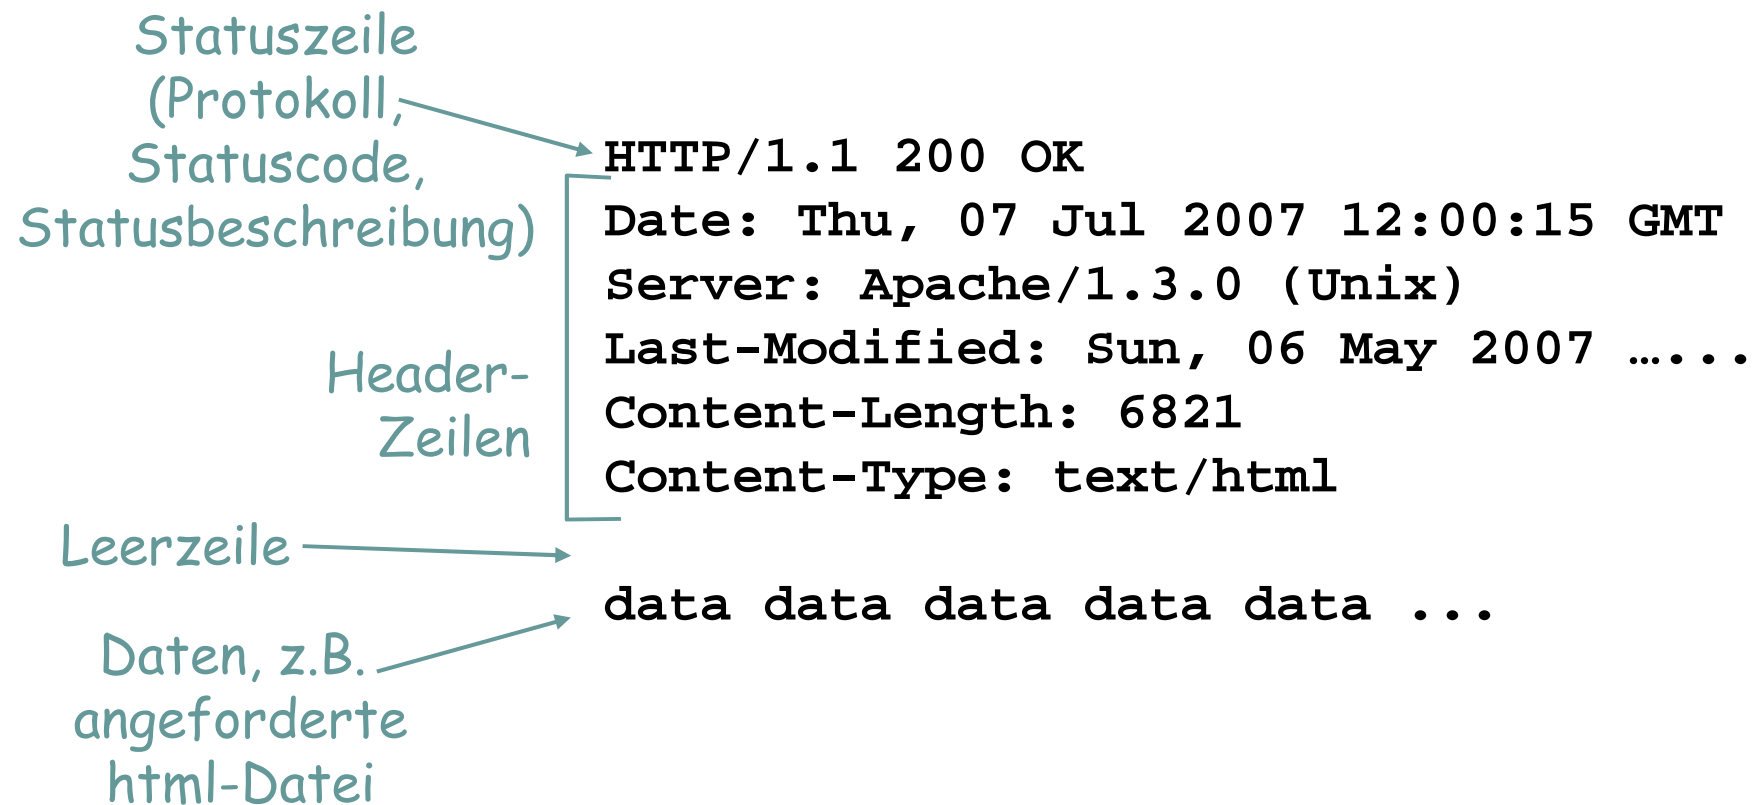 Statuszeile
(Protokoll,
Statuscode,
Statusbeschreibung)
HTTP/1.1 200 OK
Date: Thu, 07 Jul 2007 12:00:15 GMT
Server: Apache/1.3.0 (Unix)
Last-Modified: Sun, 06 May 2007 …...
Content-Length: 6821
Content-Type: text/html
Header-
Zeilen
Leerzeile
data data data data data ...
Daten, z.B.
angeforderte
html-Datei